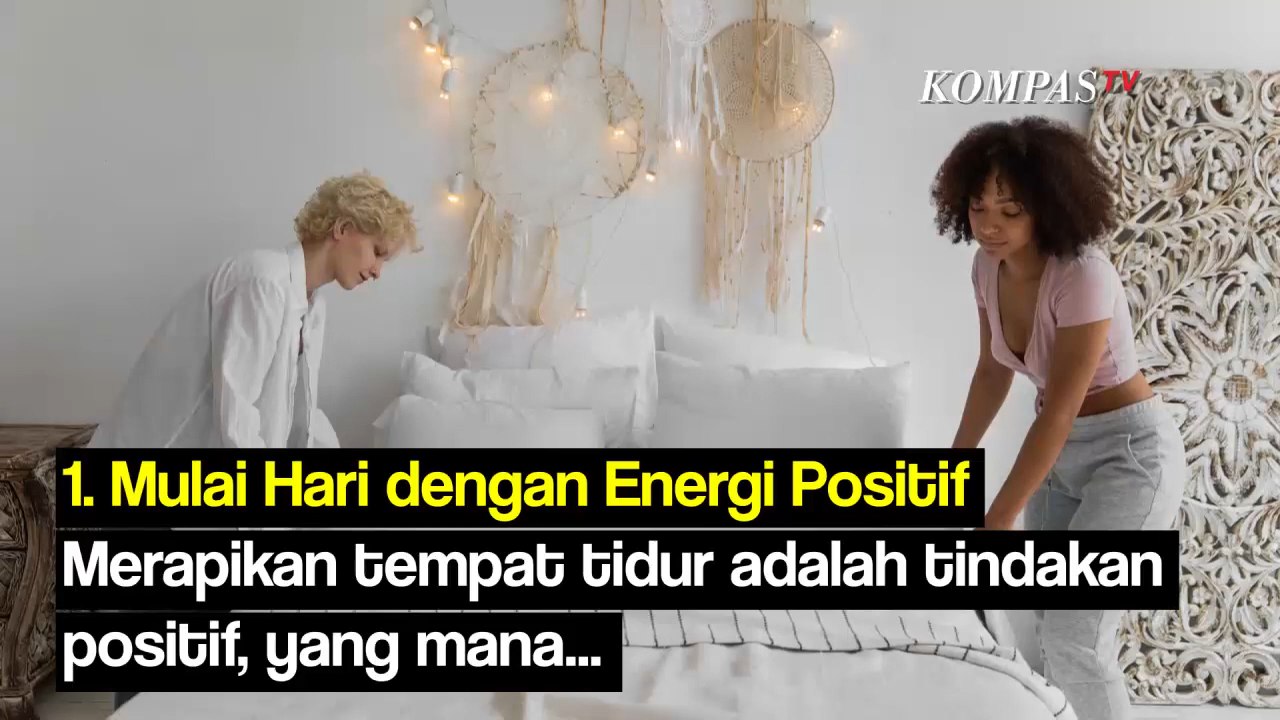 KOMPASTV
1. Mulai Hari dengan Energi Positif
Merapikan tempat tidur adalah tindakan
positif, yang mana...